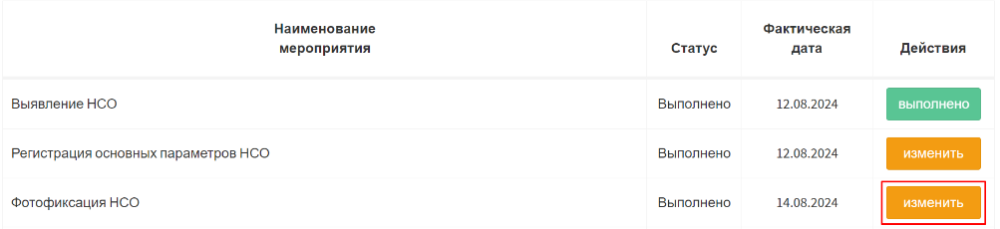 Наименование
мероприятия
Статус
Фактическая
дата
Действия
Выявление НСО Выполнено 12.08.2024 выполнено
Регистрация основных параметров НСО Выполнено 12.08.2024 изменить
Фотофиксация НСО Выполнено 14.08.2024 изменить